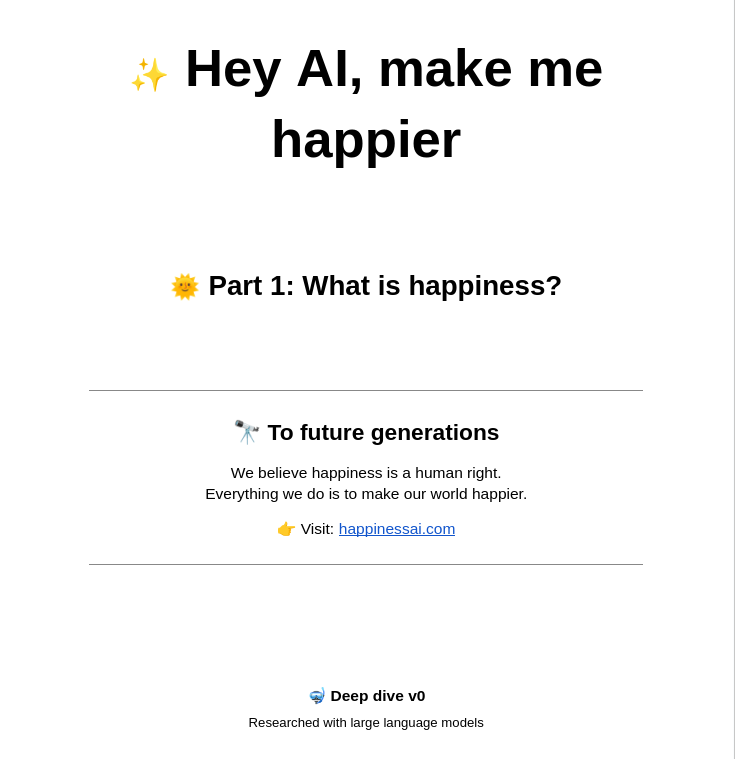 ✨ Hey AI, make me
happier
🌞 Part 1: What is happiness?
🔭 To future generations
We believe happiness is a human right.
Everything we do is to make our world happier.
👉 Visit: happinessai.com
🤿 Deep dive v0
Researched with large language models